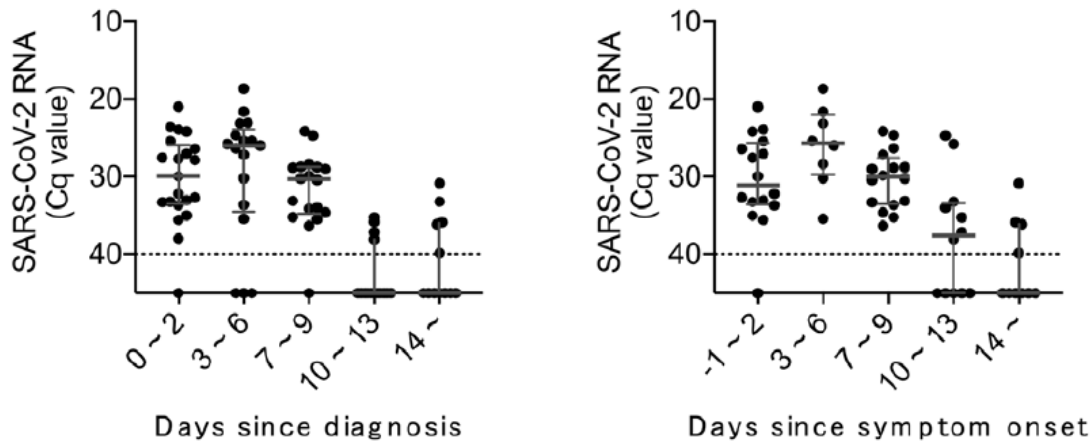 SARS-CoV-2 RNA
(Cq value)
10
20
30
40
0 ~ 2
3 ~ 6
7 ~ 9
10 ~ 13
14 ~
Days since diagnosis
SARS-CoV-2 RNA
(Cq value)
10
20
30
40
-1 ~ 2
3 ~ 6
7 ~ 9
10 ~ 13
14 ~
Days since symptom onset